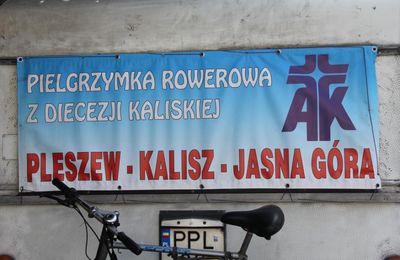 PIELGRZYMKA ROWEROWA
Z DIECEZJI KALISKIEJ
AK
PLESZEW - KALISZ - JASNA GÓRA
PPL